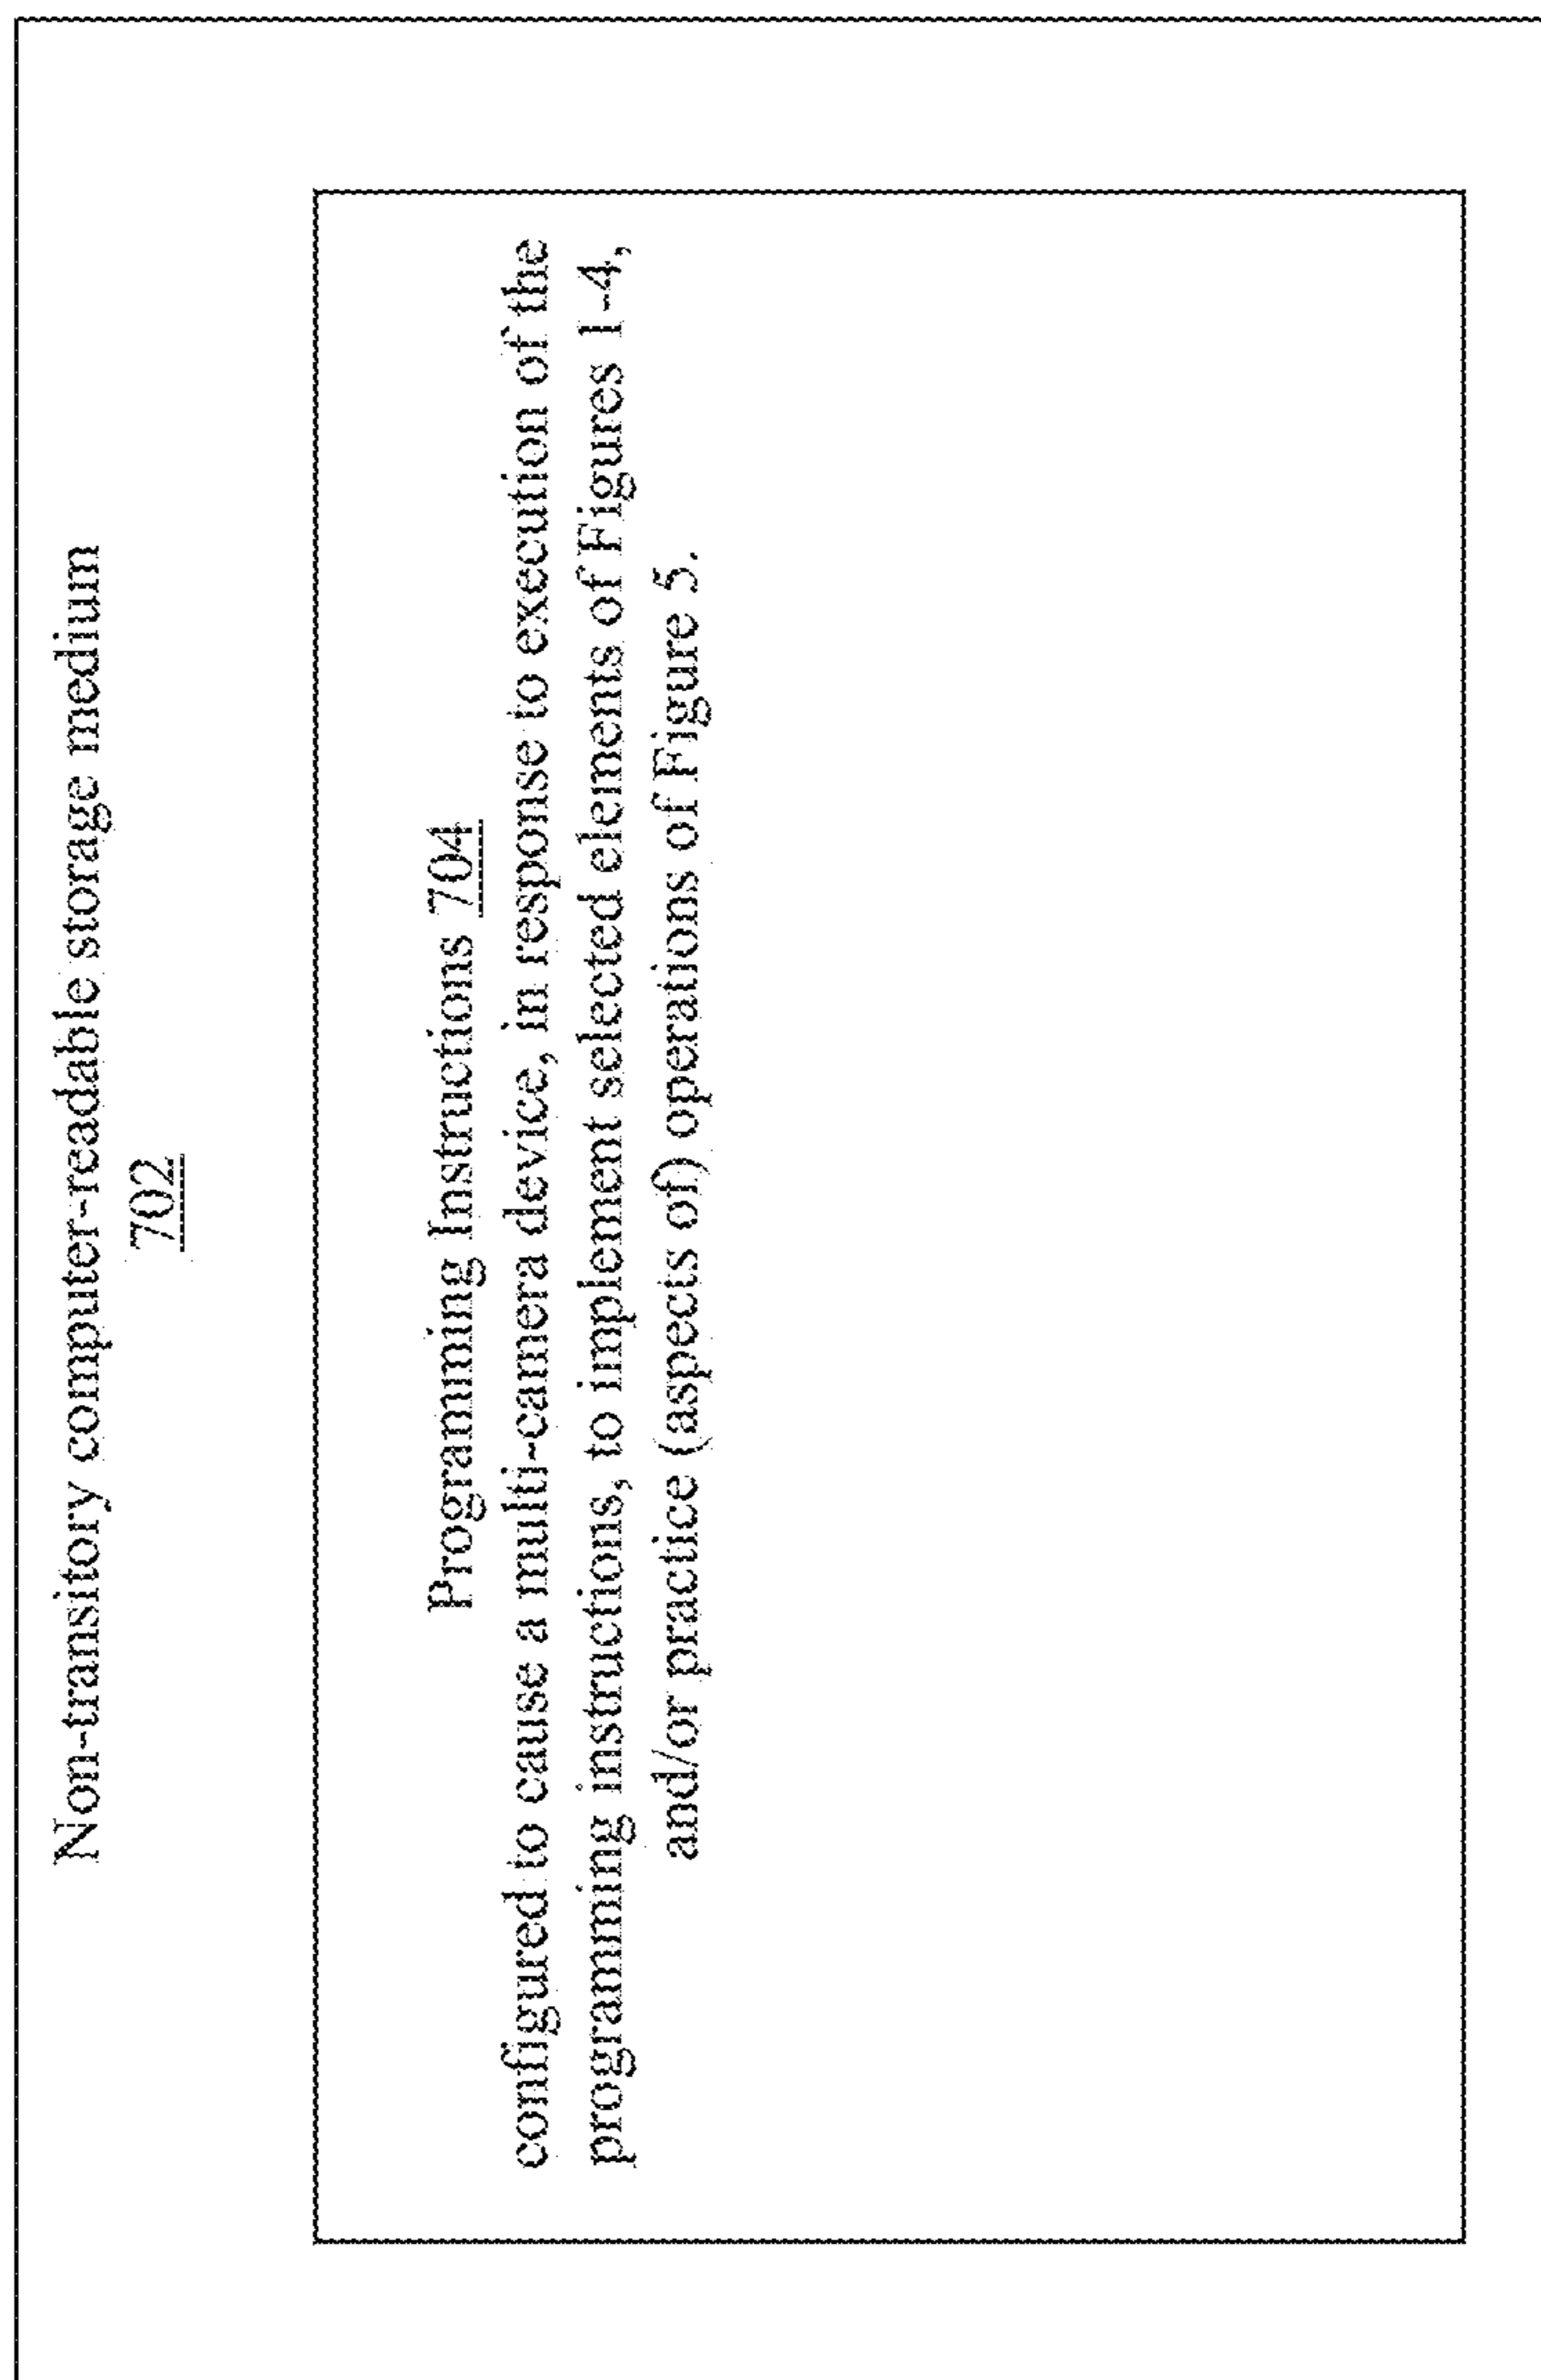 Non-transitory computer-readable storage medium
702
Programming Instructions 704
configured to cause a multi-camera device, in response to execution of the
programming instructions, to implement selected elements of Figures 1-4,
and/or practice (aspects of) operations of Figure 5.